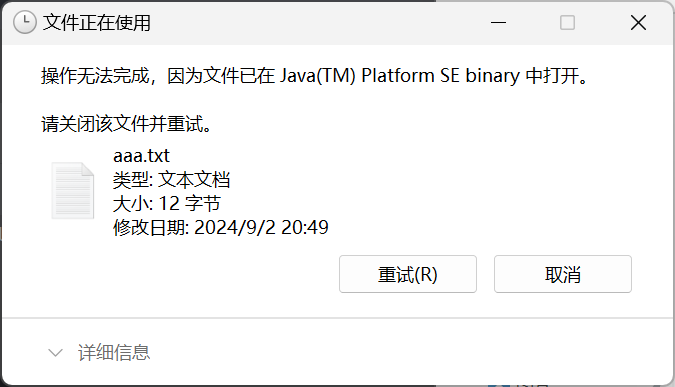 文件正在使用
操作无法完成，因为文件已在 Java(TM) Platform SE binary 中打开。
请关闭该文件并重试。
aaa.txt
类型: 文本文档
大小: 12 字节
修改日期: 2024/9/2 20:49
重试(R)
取消
详细信息